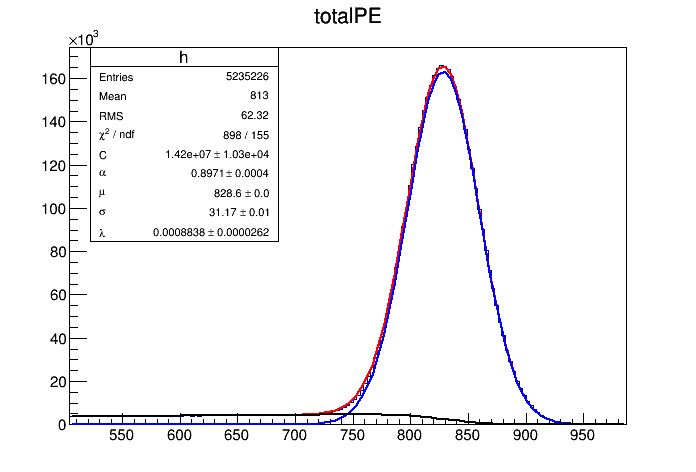 totalPE
×10³
h
Entries 5235226
Mean 813
RMS 62.32
χ² / ndf 898 / 155
C 1.42e+07 ± 1.03e+04
α 0.8971 ± 0.0004
μ 828.6 ± 0.0
σ 31.17 ± 0.01
λ 0.0008838 ± 0.0000262
160
140
120
100
80
60
40
20
0
550 600 650 700 750 800 850 900 950